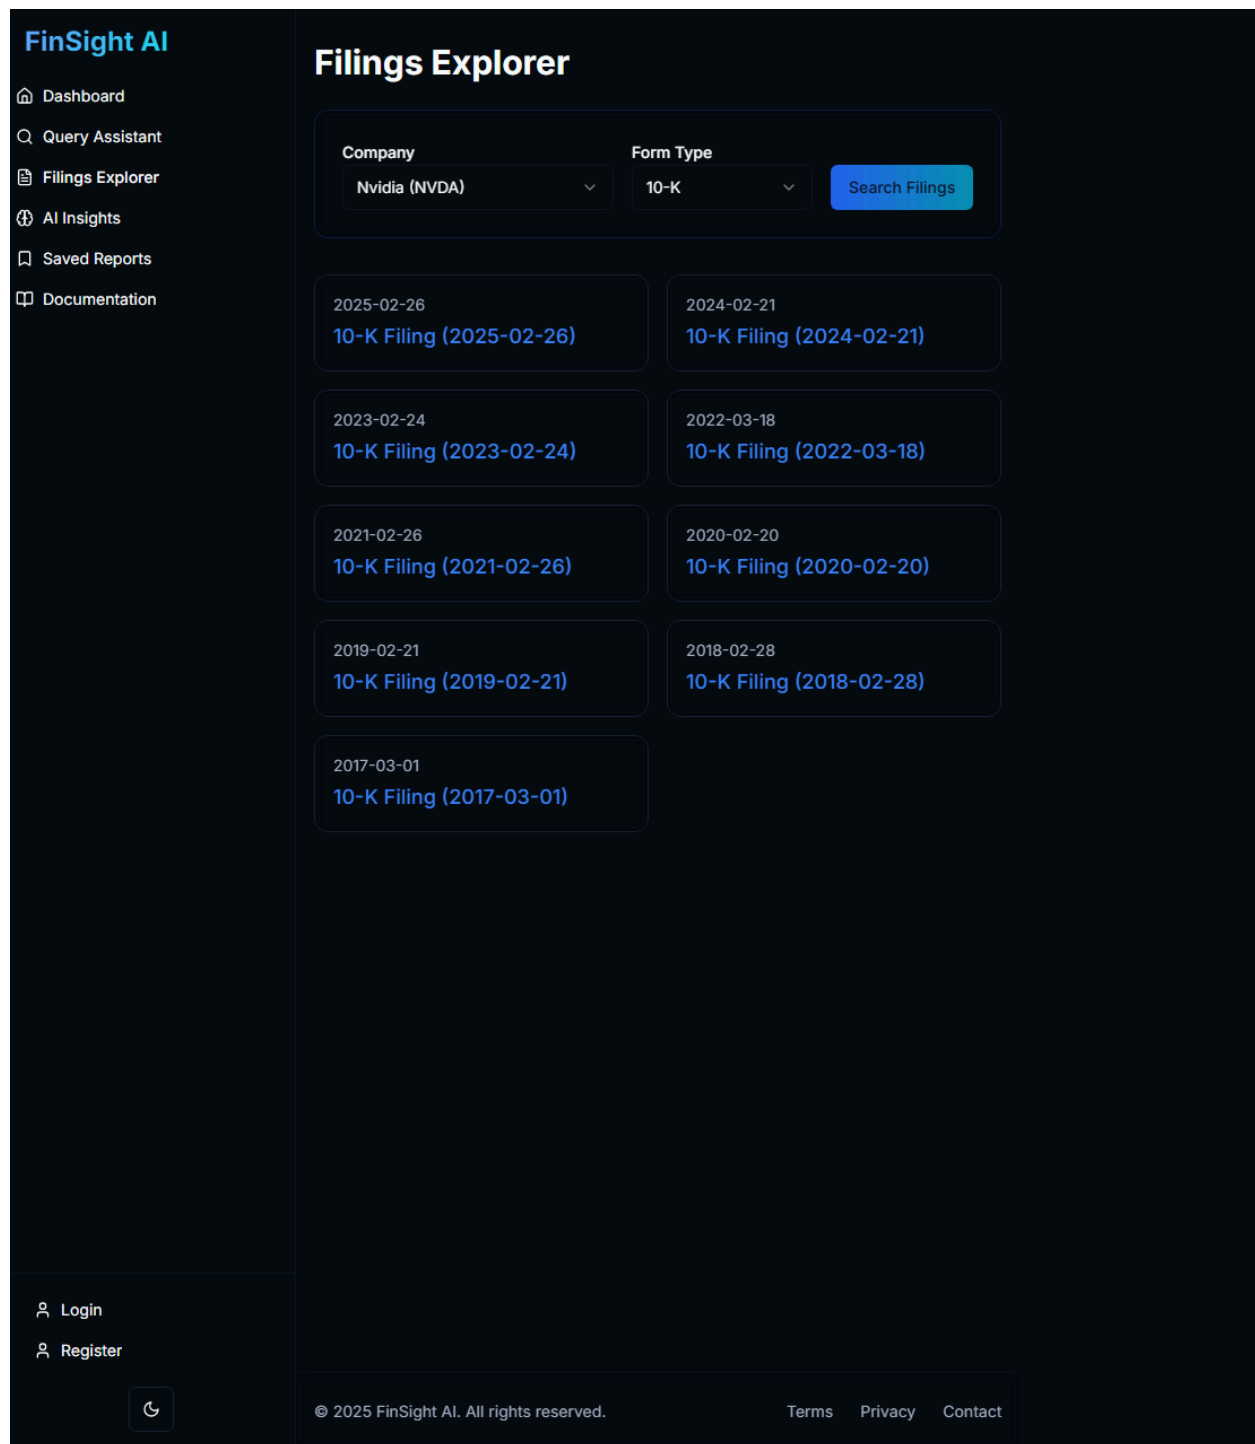 FinSight AI
Dashboard
Query Assistant
Filings Explorer
AI Insights
Saved Reports
Documentation
Login
Register
Filings Explorer
Company
Form Type
Nvidia (NVDA)
10-K
Search Filings
2025-02-26
10-K Filing (2025-02-26)
2024-02-21
10-K Filing (2024-02-21)
2023-02-24
10-K Filing (2023-02-24)
2022-03-18
10-K Filing (2022-03-18)
2021-02-26
10-K Filing (2021-02-26)
2020-02-20
10-K Filing (2020-02-20)
2019-02-21
10-K Filing (2019-02-21)
2018-02-28
10-K Filing (2018-02-28)
2017-03-01
10-K Filing (2017-03-01)
© 2025 FinSight AI. All rights reserved.
Terms
Privacy
Contact